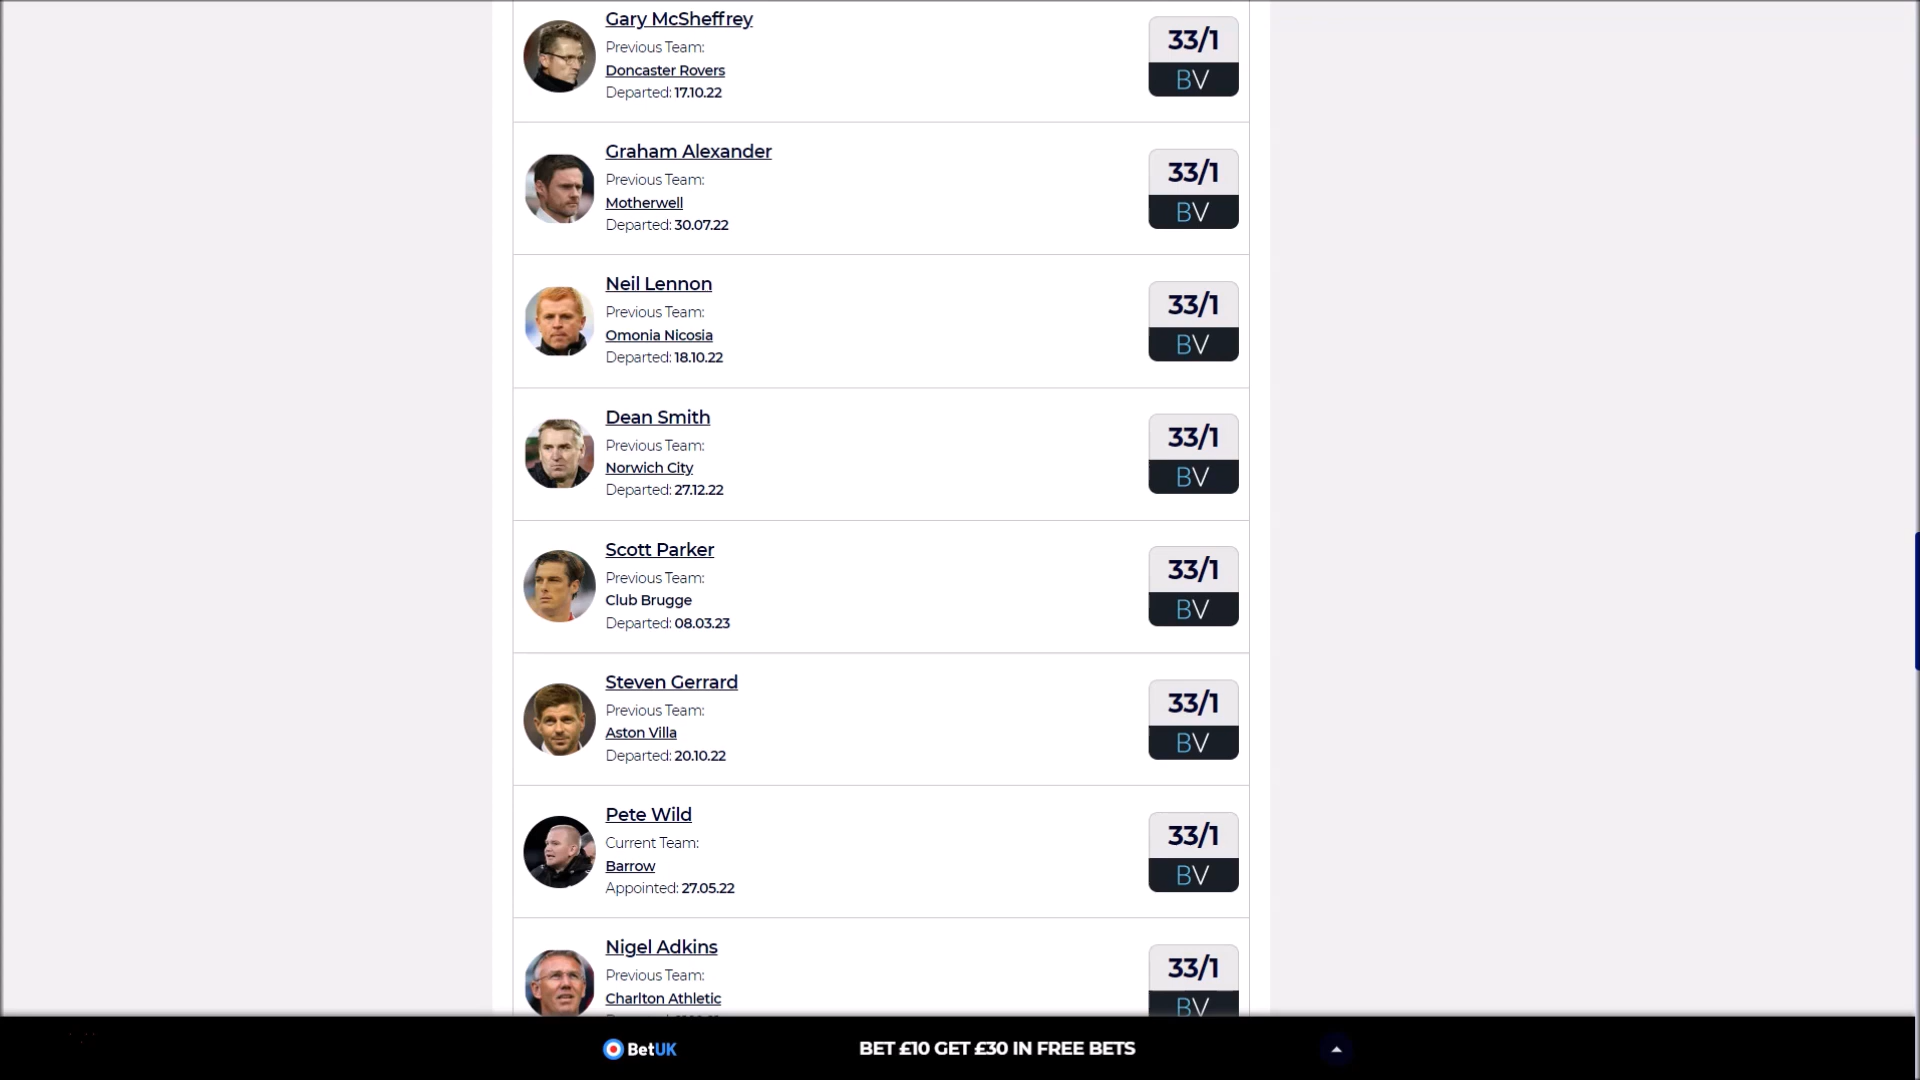 Gary McSheffrey
Previous Team:
Doncaster Rovers
Departed: 17.10.22
33/1
BV
Graham Alexander
Previous Team:
Motherwell
Departed: 30.07.22
33/1
BV
Neil Lennon
Previous Team:
Omonia Nicosia
Departed: 18.10.22
33/1
BV
Dean Smith
Previous Team:
Norwich City
Departed: 27.12.22
33/1
BV
Scott Parker
Previous Team:
Club Brugge
Departed: 08.03.23
33/1
BV
Steven Gerrard
Previous Team:
Aston Villa
Departed: 20.10.22
33/1
BV
Pete Wild
Current Team:
Barrow
Appointed: 27.05.22
33/1
BV
Nigel Adkins
Previous Team:
Charlton Athletic
33/1
BV
BetUK
BET £10 GET £30 IN FREE BETS